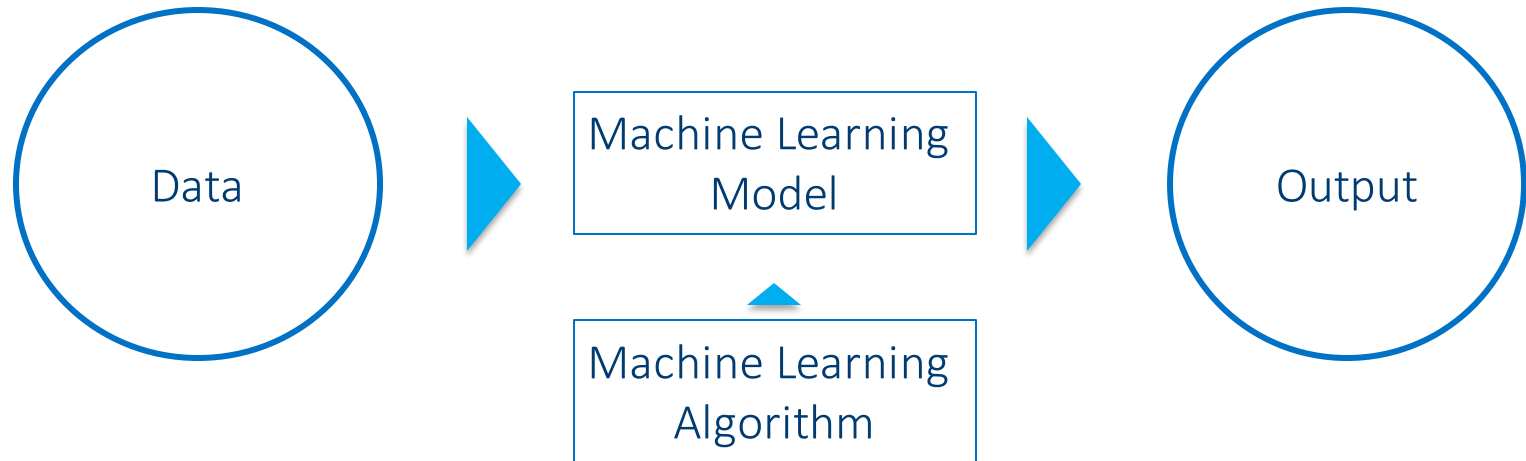 Data
Machine Learning
Model
Output
Machine Learning
Algorithm